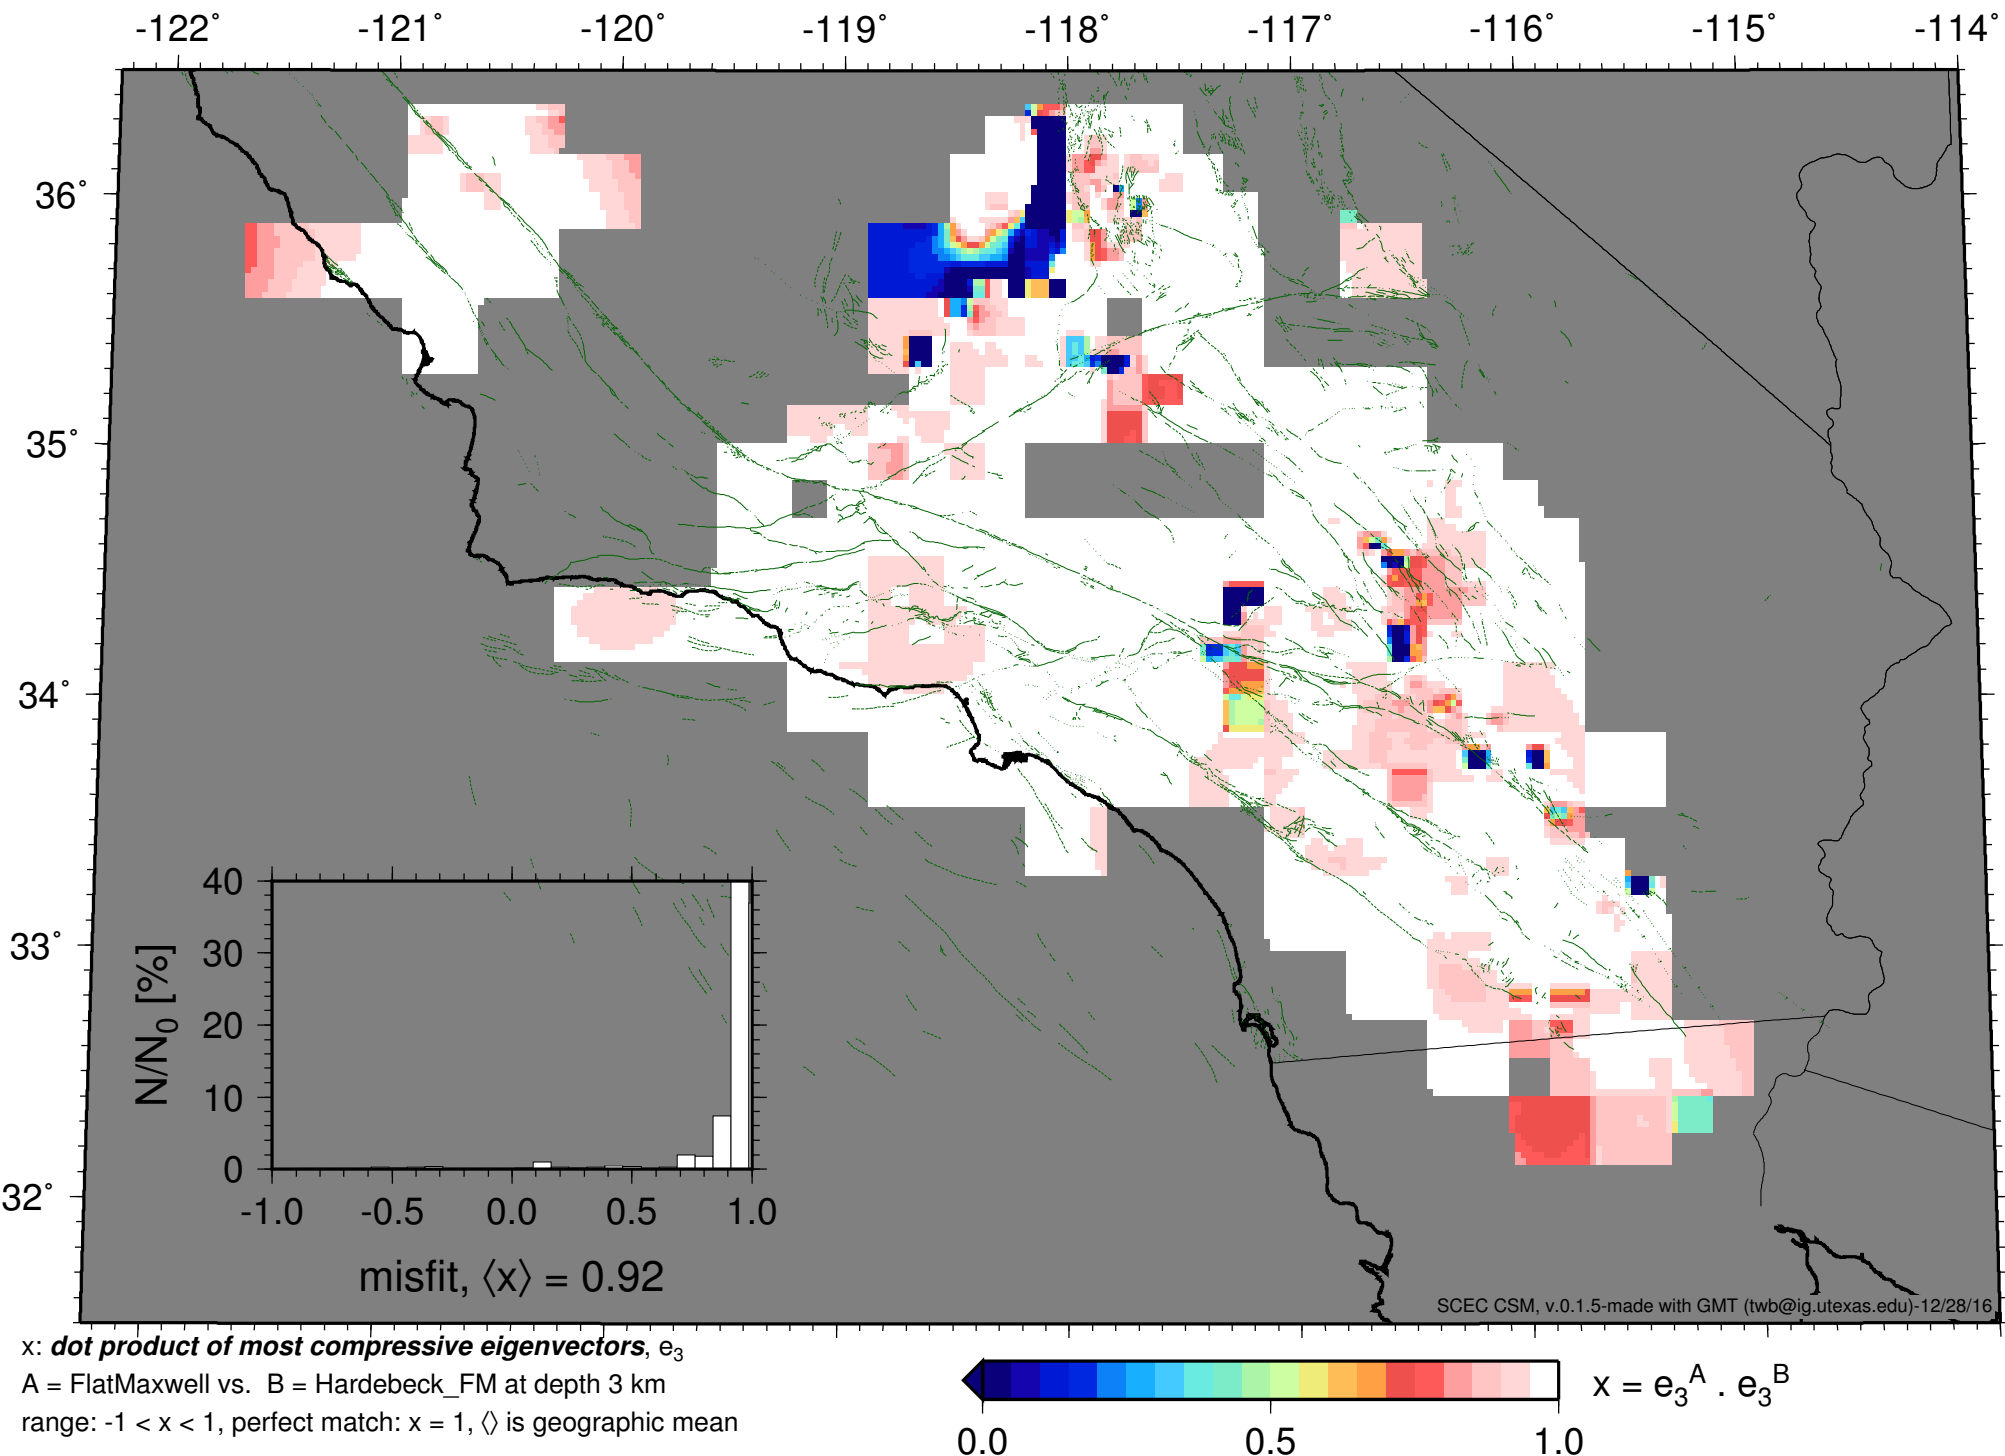 -122˚ -121˚ -120˚ -119˚ -118˚ -117˚ -116˚ -115˚ -114˚
36˚
35˚
34˚
33˚
32˚
40
30
20
10
0
N/N0 [%]
-1.0 -0.5 0.0 0.5 1.0
misfit, ⟨x⟩ = 0.92
SCEC CSM, v.0.1.5-made with GMT (twb@ig.utexas.edu)-12/28/16
x: dot product of most compressive eigenvectors, e3
A = FlatMaxwell vs. B = Hardebeck_FM at depth 3 km
range: -1 < x < 1, perfect match: x = 1, ⟨⟩ is geographic mean
x = e3A . e3B
0.0 0.5 1.0